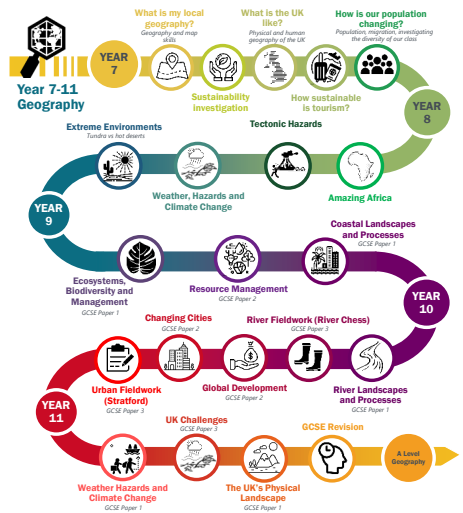 What is my local
geography?
Geography and map
skills
What is the UK
like?
Physical and human
geography of the UK
How is our population
changing?
Population, migration, investigating
the diversity of our class
YEAR
7
Year 7-11
Geography
Sustainability
investigation
How sustainable
is tourism?
YEAR
8
Extreme Environments
Tundra vs hot deserts
Tectonic Hazards
Weather, Hazards and
Climate Change
Amazing Africa
YEAR
9
Coastal Landscapes
and Processes
GCSE Paper 1
Ecosystems,
Biodiversity and
Management
GCSE Paper 1
Resource Management
GCSE Paper 2
YEAR
10
Changing Cities
GCSE Paper 2
River Fieldwork (River Chess)
GCSE Paper 3
Urban Fieldwork
(Stratford)
GCSE Paper 3
Global Development
GCSE Paper 2
River Landscapes
and Processes
GCSE Paper 1
YEAR
11
UK Challenges
GCSE Paper 3
GCSE Revision
A Level
Geography
Weather Hazards and
Climate Change
GCSE Paper 1
The UK's Physical
Landscape
GCSE Paper 1